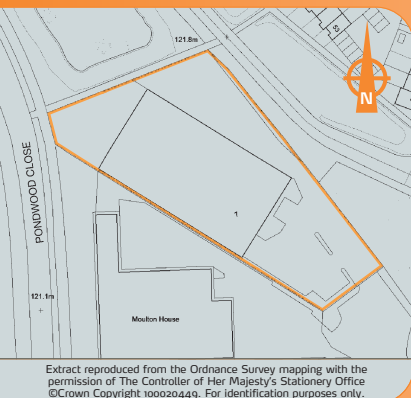 121.8m
53
N
PONDWOOD CLOSE
1
121.1m
Moulton House
Extract reproduced from the Ordnance Survey mapping with the
permission of The Controller of Her Majesty's Stationery Office
©Crown Copyright 100020449. For identification purposes only.